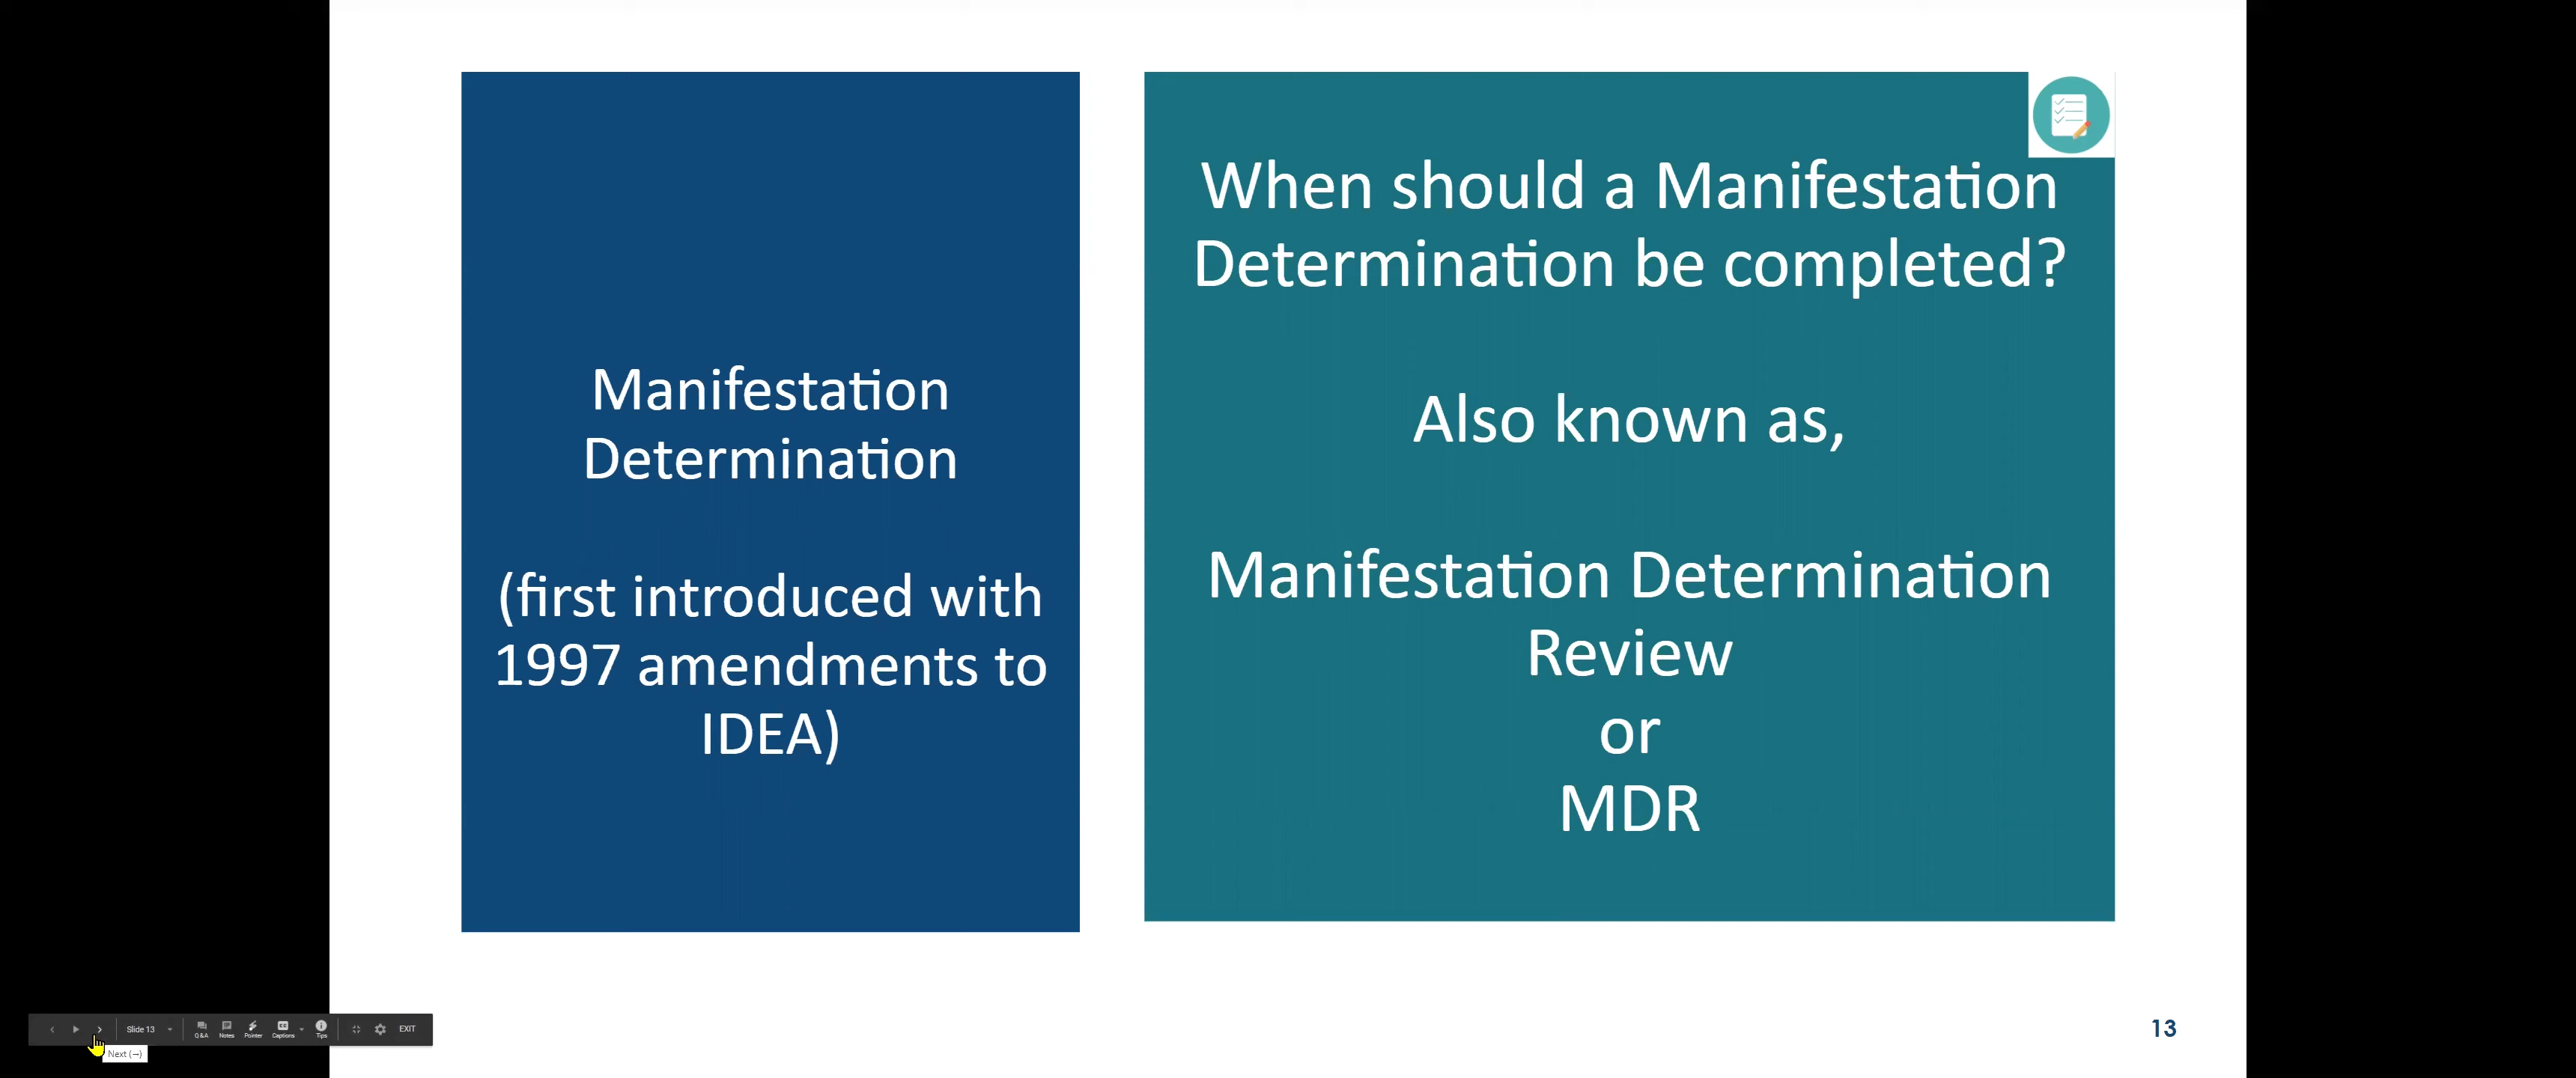 Manifestation
Determination
(first introduced with
1997 amendments to
IDEA)
When should a Manifestation
Determination be completed?
Also known as,
Manifestation Determination
Review
or
MDR
13
Slide 13
Q&A
Notes
Pointer
Captions
Tips
EXIT
Next (→)